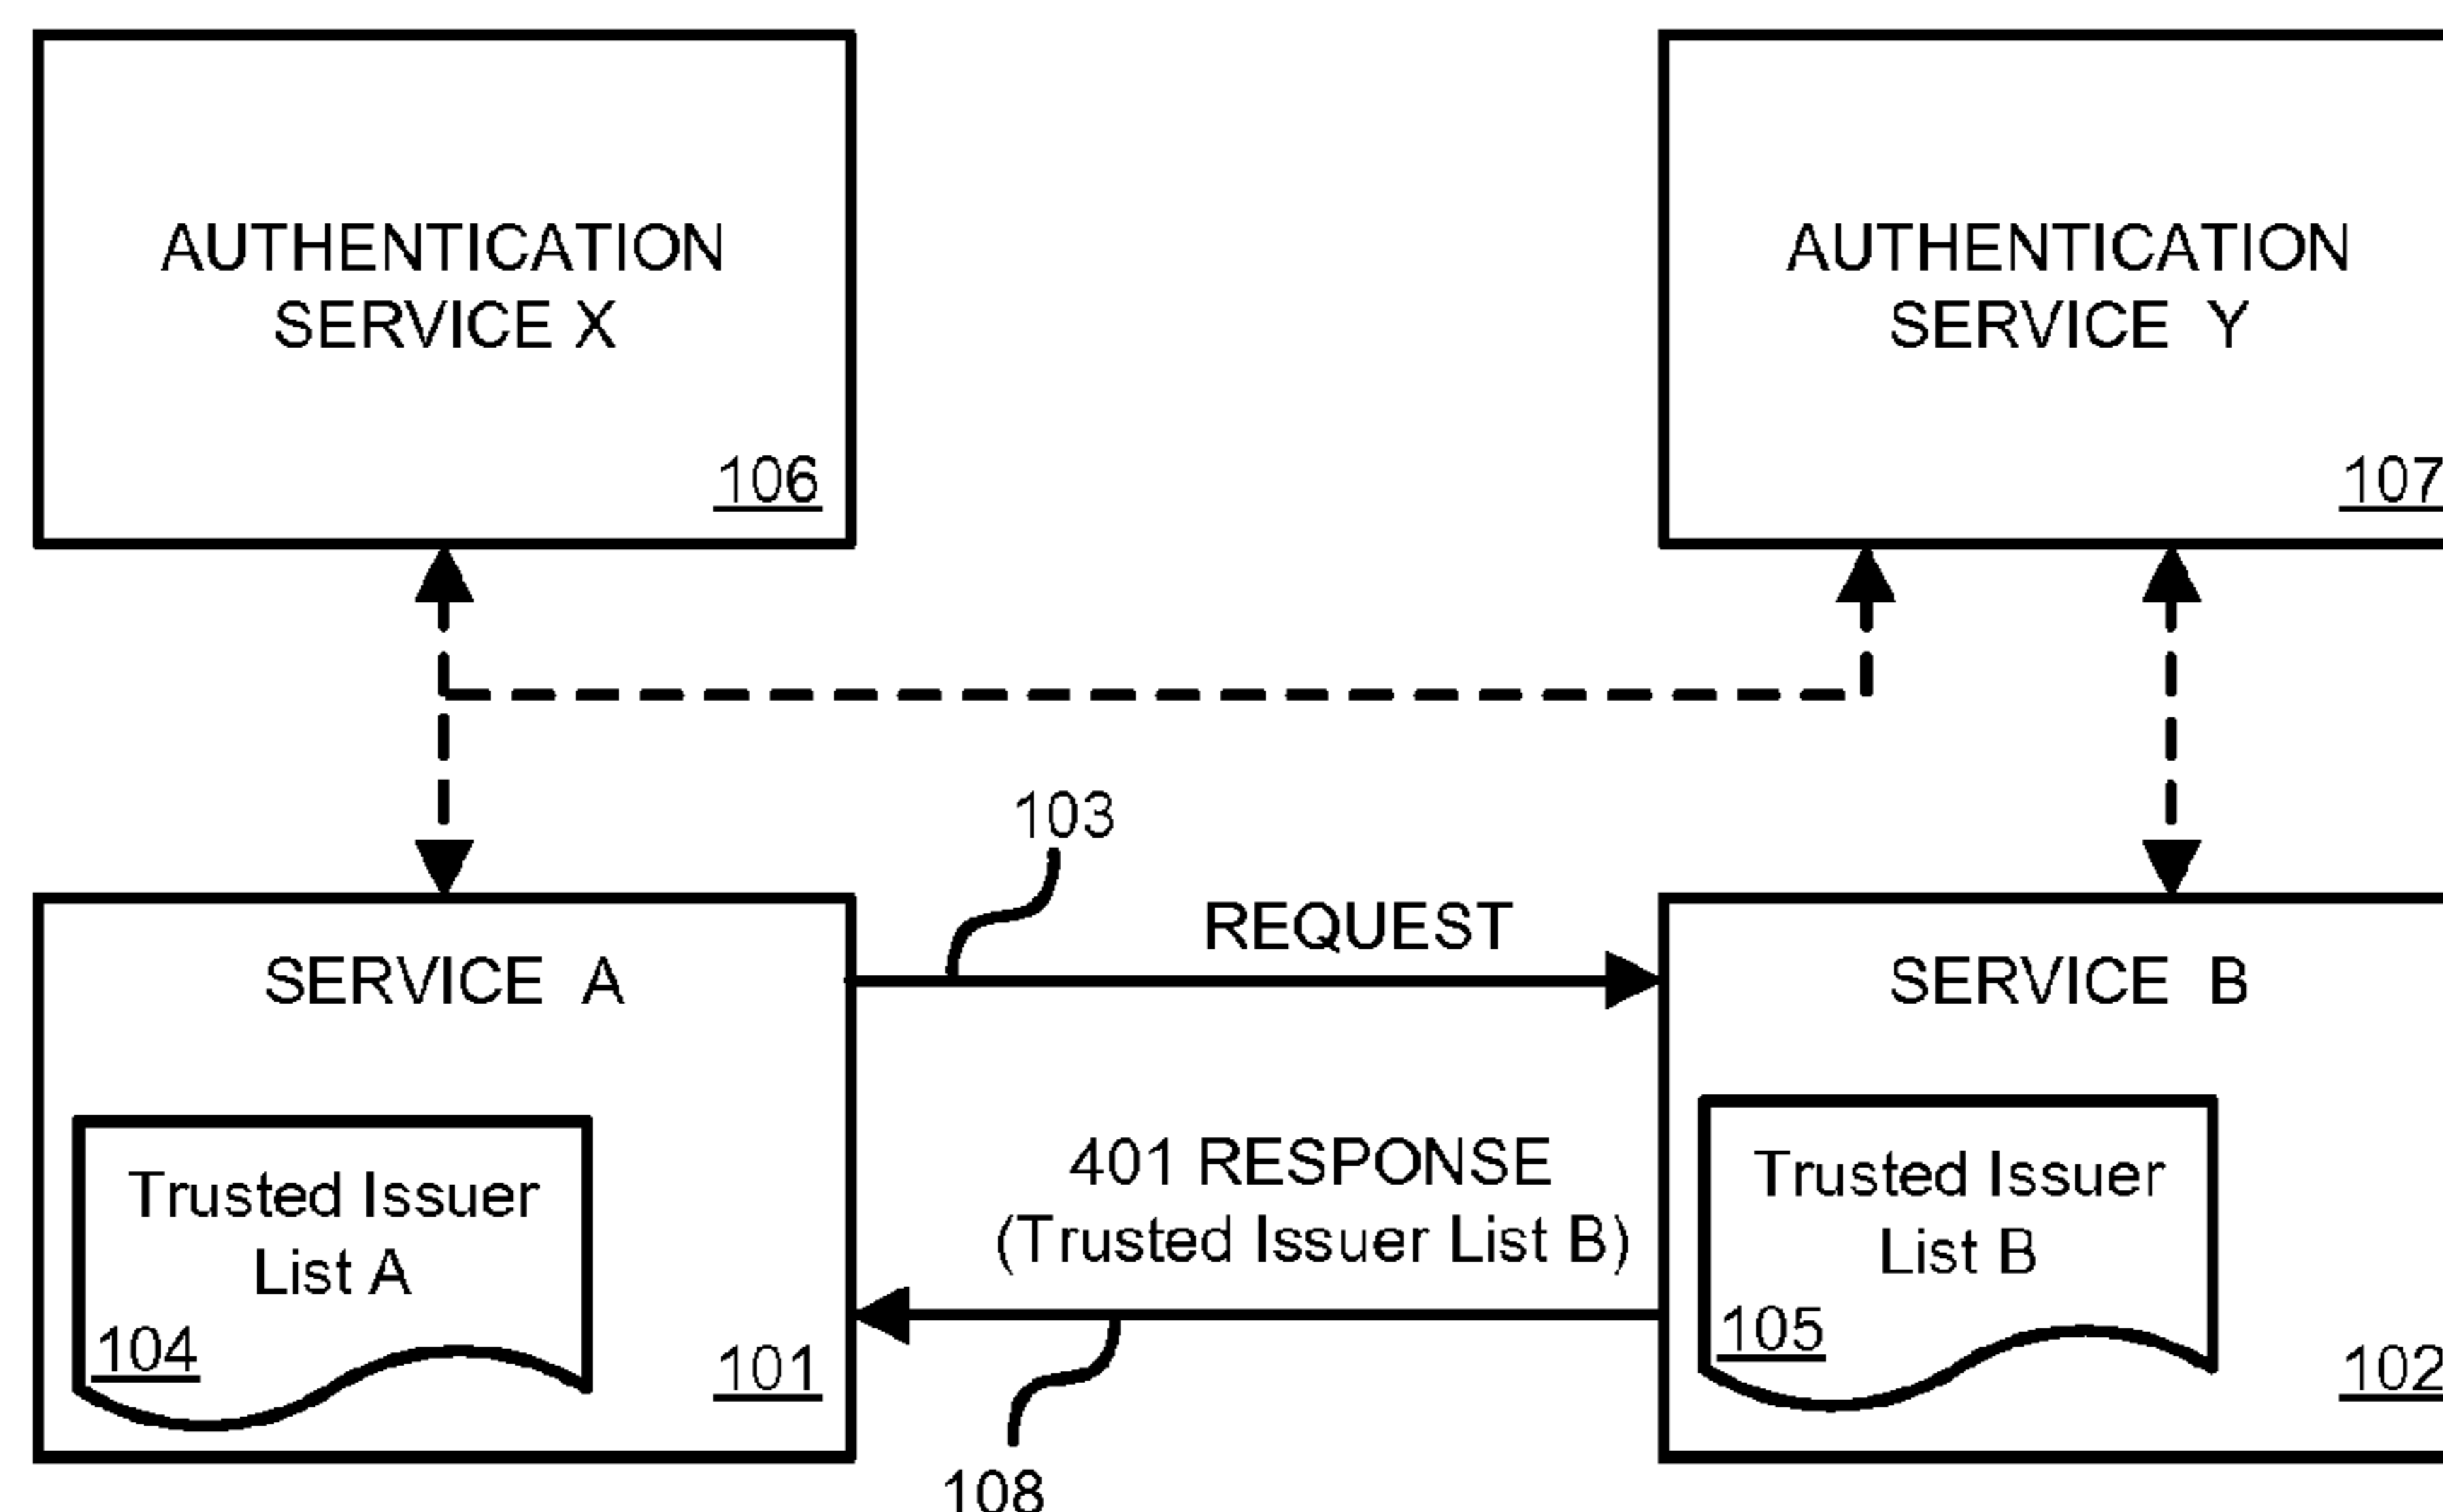 AUTHENTICATION
SERVICE X
106
AUTHENTICATION
SERVICE Y
107
103
REQUEST
SERVICE A
Trusted Issuer
List A
104
101
401 RESPONSE
(Trusted Issuer List B)
108
SERVICE B
Trusted Issuer
List B
105
102